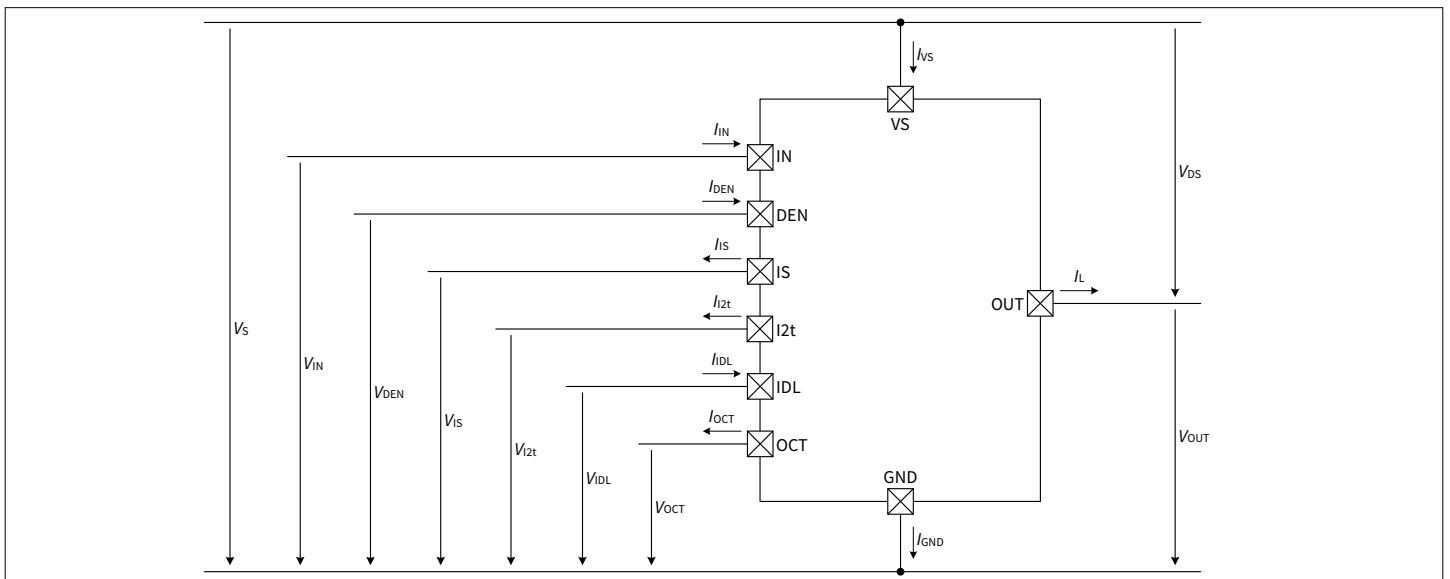 IVS
VS
IIN
IN
IDEN
DEN
VDS
IIS
IS
IL
OUT
II2t
I2t
VS
VIN
IIDL
IDL
VDEN
VIS
IOCT
OCT
VOUT
VI2t
VIDL
GND
VOCT
IGND